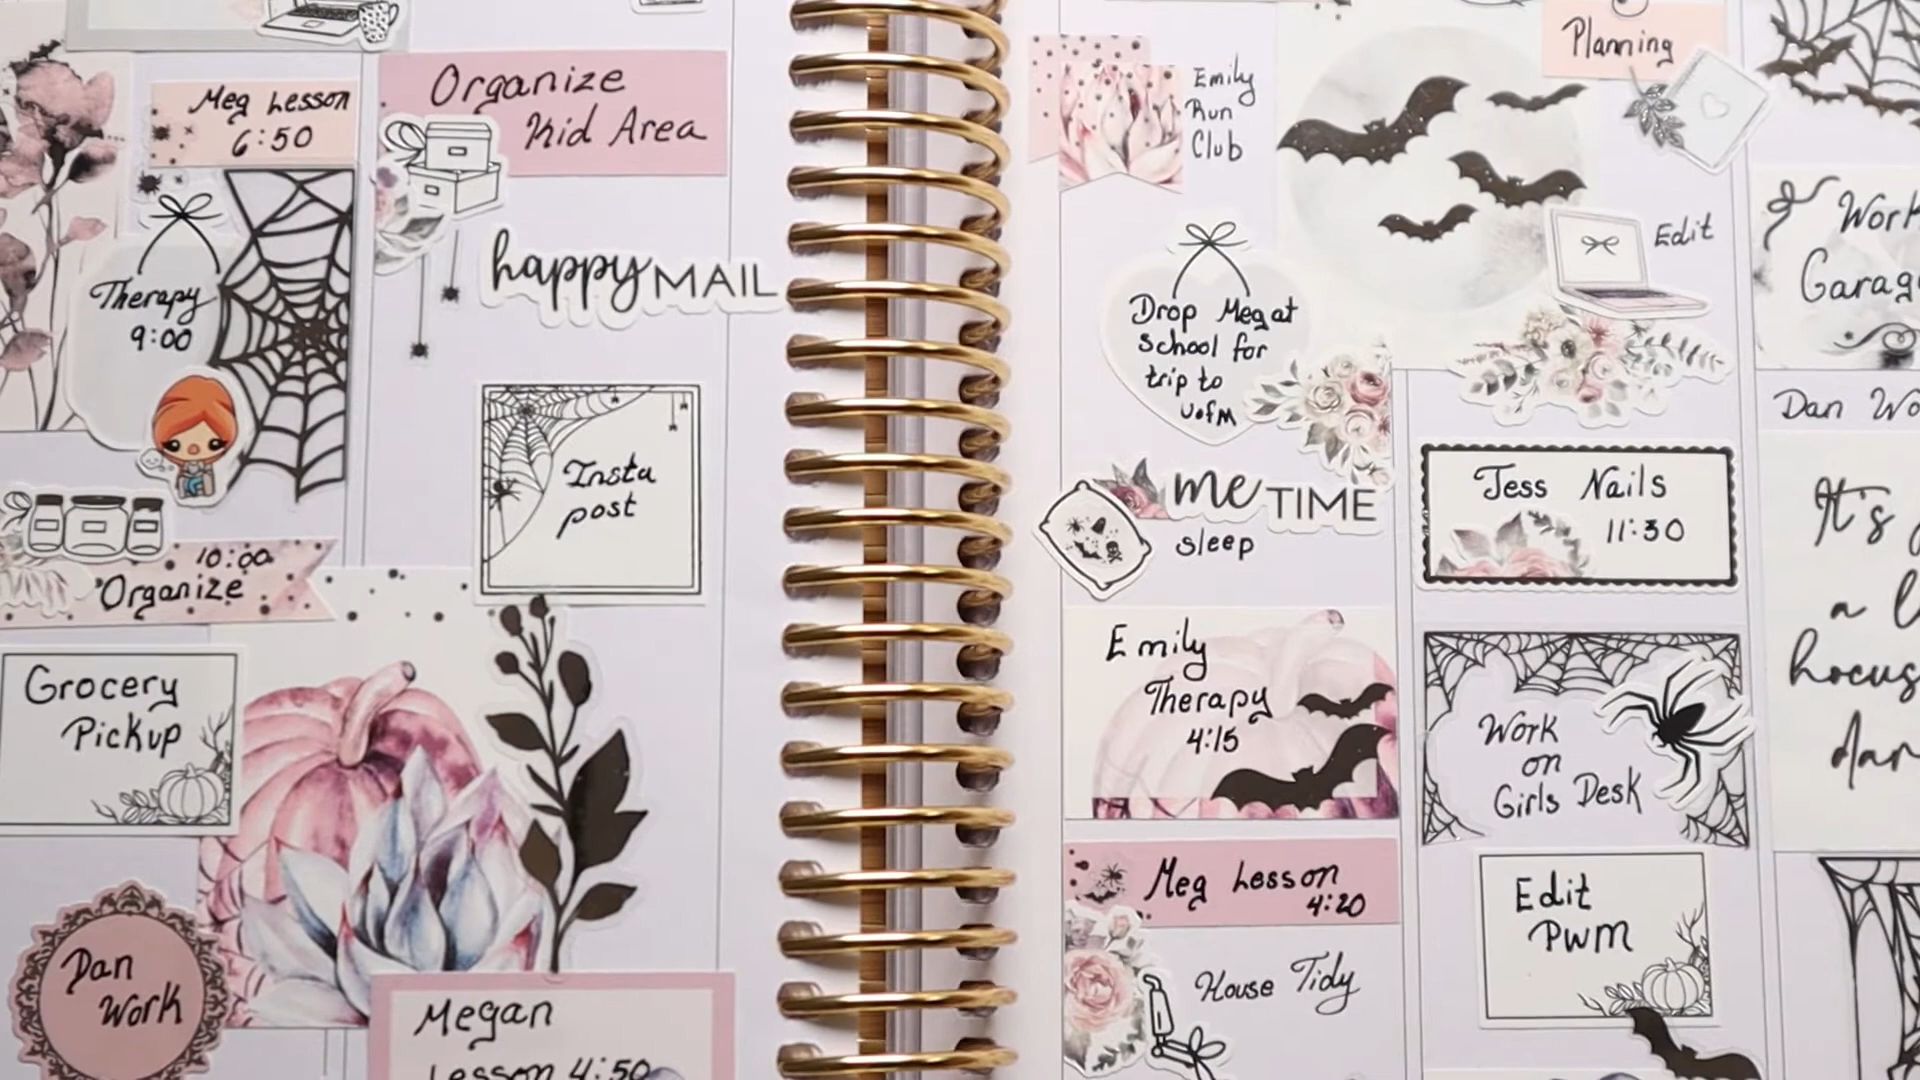 Meg Lesson
6:50
Therapy
9:00
10:00
Organize
Grocery
Pickup
Dan
Work
Organize
Kid Area
happy MAIL
Insta
post
Megan
Lesson 4:50
Emily
Run
Club
Drop Meg at
school for
trip to
UofM
me TIME
sleep
Emily
Therapy
4:15
Meg Lesson
4:20
House Tidy
Planning
Edit
Jess Nails
11:30
Work
on
Girls Desk
Edit
PWM
Work
Dan
It's
a
hocus